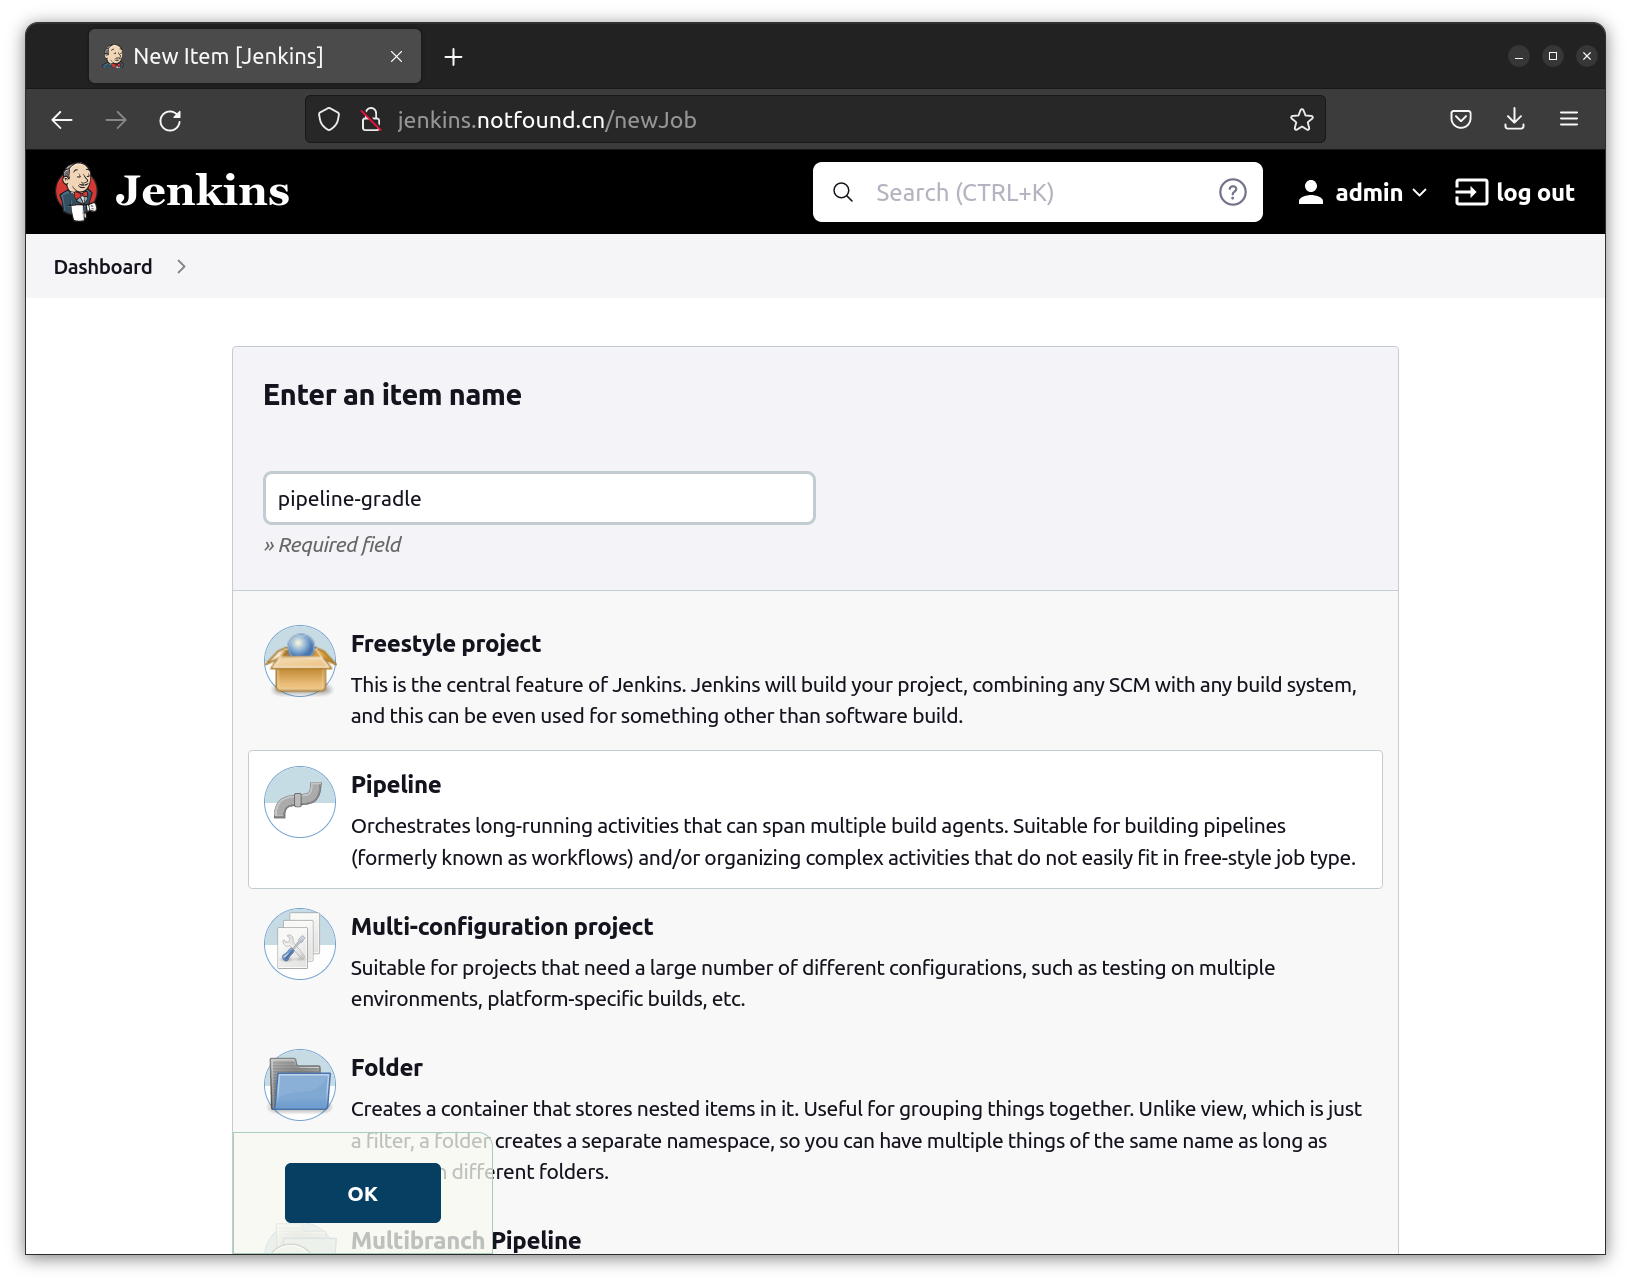 New Item [Jenkins]
jenkins.notfound.cn/newJob
Jenkins
Search (CTRL+K)
?
admin
log out
Dashboard
Enter an item name
pipeline-gradle
» Required field
Freestyle project
This is the central feature of Jenkins. Jenkins will build your project, combining any SCM with any build system,
and this can be even used for something other than software build.
Pipeline
Orchestrates long-running activities that can span multiple build agents. Suitable for building pipelines
(formerly known as workflows) and/or organizing complex activities that do not easily fit in free-style job type.
Multi-configuration project
Suitable for projects that need a large number of different configurations, such as testing on multiple
environments, platform-specific builds, etc.
Folder
Creates a container that stores nested items in it. Useful for grouping things together. Unlike view, which is just
a filter, a folder creates a separate namespace, so you can have multiple things of the same name as long as
different folders.
OK
Multibranch Pipeline